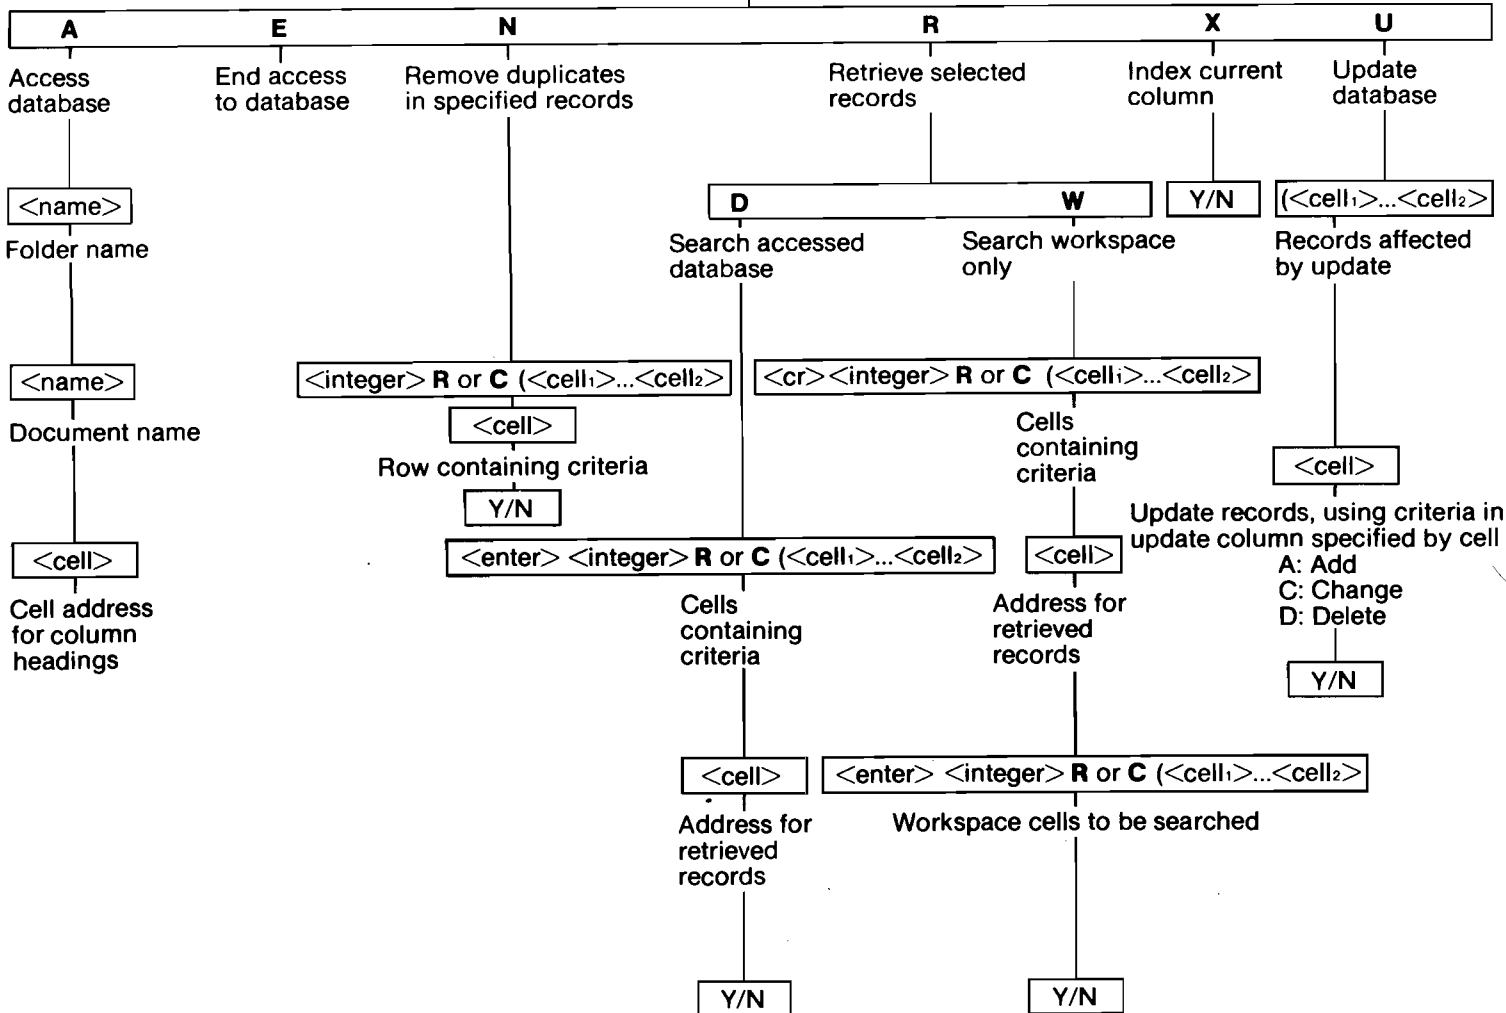 A E N R X U
Access
database
End access
to database
Remove duplicates
in specified records
Retrieve selected
records
Index current
column
Update
database
<name>
Folder name
<name>
Document name
<cell>
Cell address
for column
headings
<integer> R or C (<cell₁>...<cell₂>
<cell>
Row containing criteria
Y/N
D W
Search accessed
database
<enter> <integer> R or C (<cell₁>...<cell₂>
Cells
containing
criteria
<cell>
Address for
retrieved
records
Y/N
Search workspace
only
<cr><integer> R or C (<cell₁>...<cell₂>
Cells
containing
criteria
<cell>
Address for
retrieved
records
<enter> <integer> R or C (<cell₁>...<cell₂>
Workspace cells to be searched
Y/N
Y/N
(<cell₁>...<cell₂>
Records affected
by update
<cell>
Update records, using criteria in
update column specified by cell
A: Add
C: Change
D: Delete
Y/N